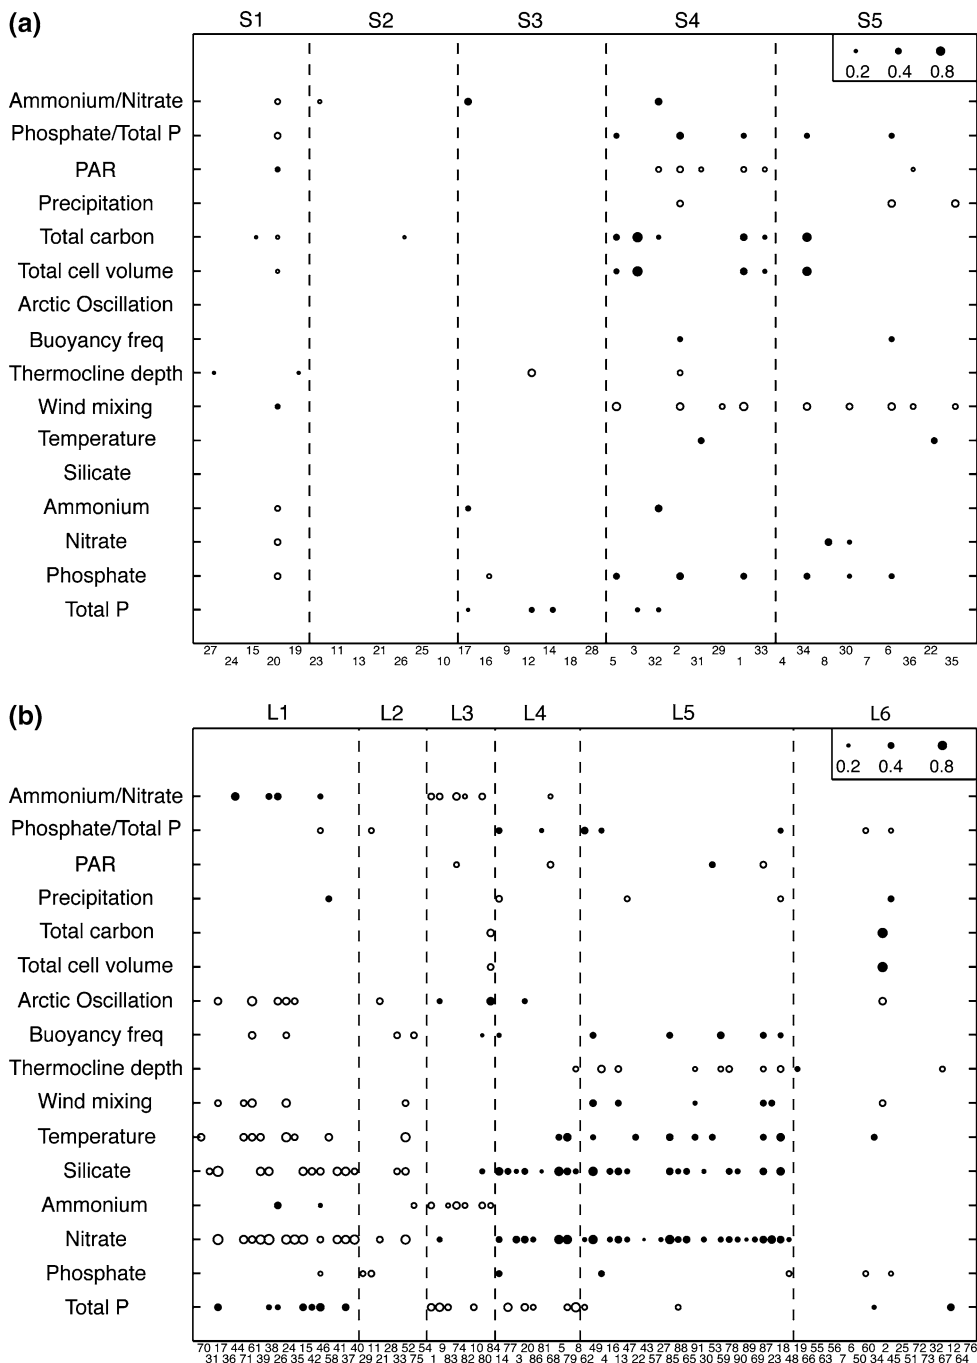 (a)
S1 S2 S3 S4 S5
0.2 0.4 0.8
Ammonium/Nitrate
Phosphate/Total P
PAR
Precipitation
Total carbon
Total cell volume
Arctic Oscillation
Buoyancy freq
Thermocline depth
Wind mixing
Temperature
Silicate
Ammonium
Nitrate
Phosphate
Total P
27 15 19 11 21 25 17 9 14 28 3 2 29 33 34 30 6 22
24 20 23 13 26 10 16 12 18 5 32 31 1 4 8 7 36 35
(b)
L1 L2 L3 L4 L5 L6
0.2 0.4 0.8
Ammonium/Nitrate
Phosphate/Total P
PAR
Precipitation
Total carbon
Total cell volume
Arctic Oscillation
Buoyancy freq
Thermocline depth
Wind mixing
Temperature
Silicate
Ammonium
Nitrate
Phosphate
Total P
70 17 44 61 38 24 15 46 41 40 11 28 52 54 9 74 10 84 77 20 81 5 8 49 16 47 43 27 88 91 53 78 89 87 18 19 55 56 6 60 2 25 51 72 32 12 76
31 36 71 39 26 35 42 58 37 29 21 33 75 1 83 82 80 14 3 86 68 79 62 4 13 22 57 85 65 30 59 90 69 23 48 66 63 7 50 34 45 73 67 64